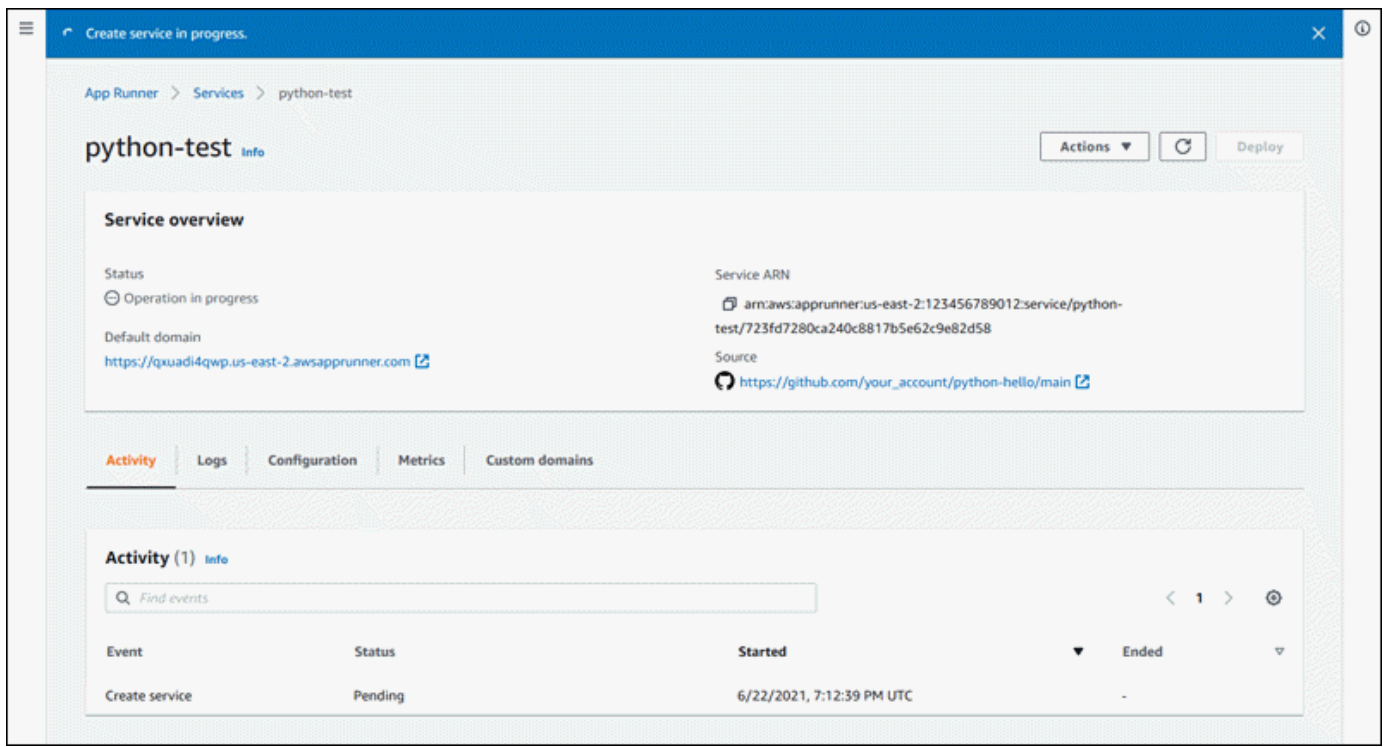 Create service in progress.
App Runner > Services > python-test
python-test Info
Actions
Deploy
Service overview
Status
Operation in progress
Default domain
https://qxuadi4qwp.us-east-2.awsapprunner.com
Service ARN
arn:aws:apprunner:us-east-2:123456789012:service/python-
test/723fd7280ca240c8817b5e62c9e82d58
Source
https://github.com/your_account/python-hello/main
Activity Logs Configuration Metrics Custom domains
Activity (1) Info
Find events
1
Event Status Started Ended
Create service Pending 6/22/2021, 7:12:39 PM UTC -